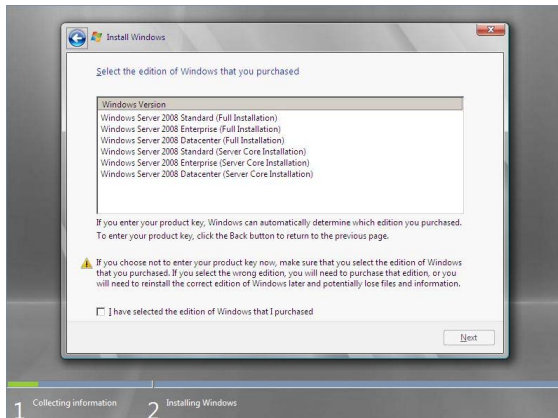 Install Windows
Select the edition of Windows that you purchased
Windows Version
Windows Server 2008 Standard (Full Installation)
Windows Server 2008 Enterprise (Full Installation)
Windows Server 2008 Datacenter (Full Installation)
Windows Server 2008 Standard (Server Core Installation)
Windows Server 2008 Enterprise (Server Core Installation)
Windows Server 2008 Datacenter (Server Core Installation)
If you enter your product key, Windows can automatically determine which edition you purchased.
To enter your product key, click the Back button to return to the previous page.
If you choose not to enter your product key now, make sure that you select the edition of Windows
that you purchased. If you select the wrong edition, you will need to purchase that edition, or you
will need to reinstall the correct edition of Windows later and potentially lose files and information.
I have selected the edition of Windows that I purchased
Next
1 Collecting information
2 Installing Windows